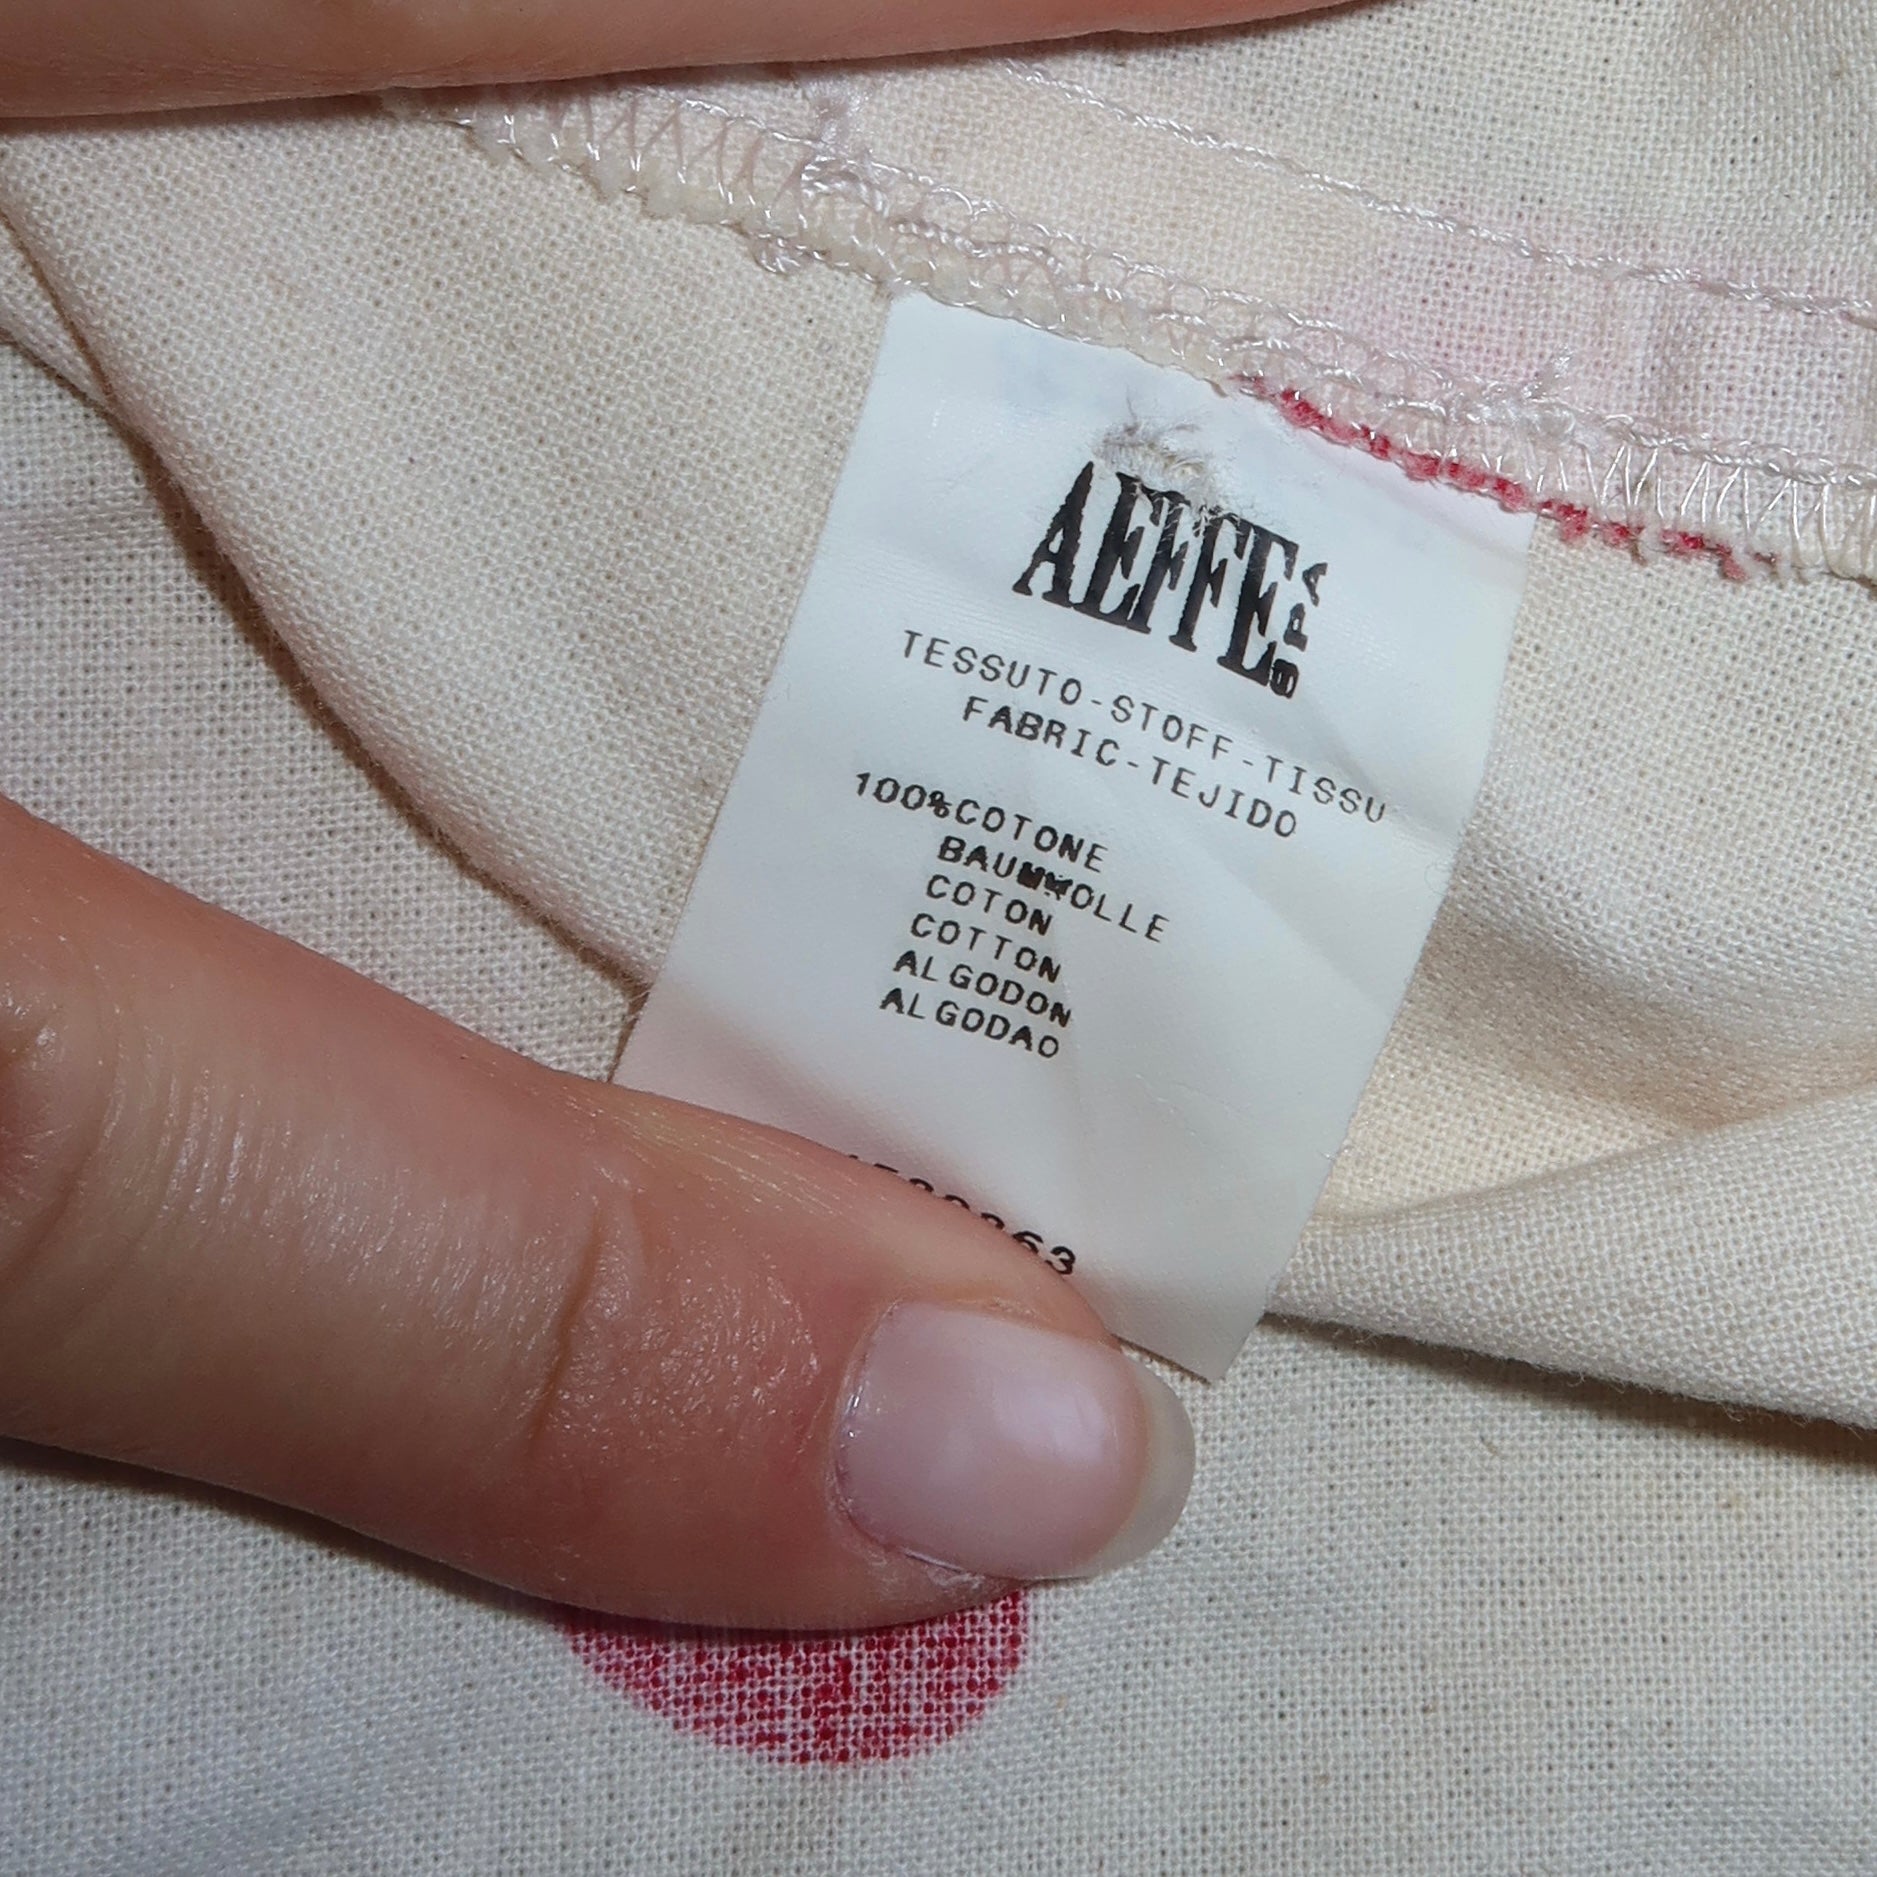 AEFFE SPA
TESSUTO-STOFF-TISSU
FABRIC-TEJIDO
100%COTONE
BAUMWOLLE
COTON
COTTON
ALGODON
ALGODAO